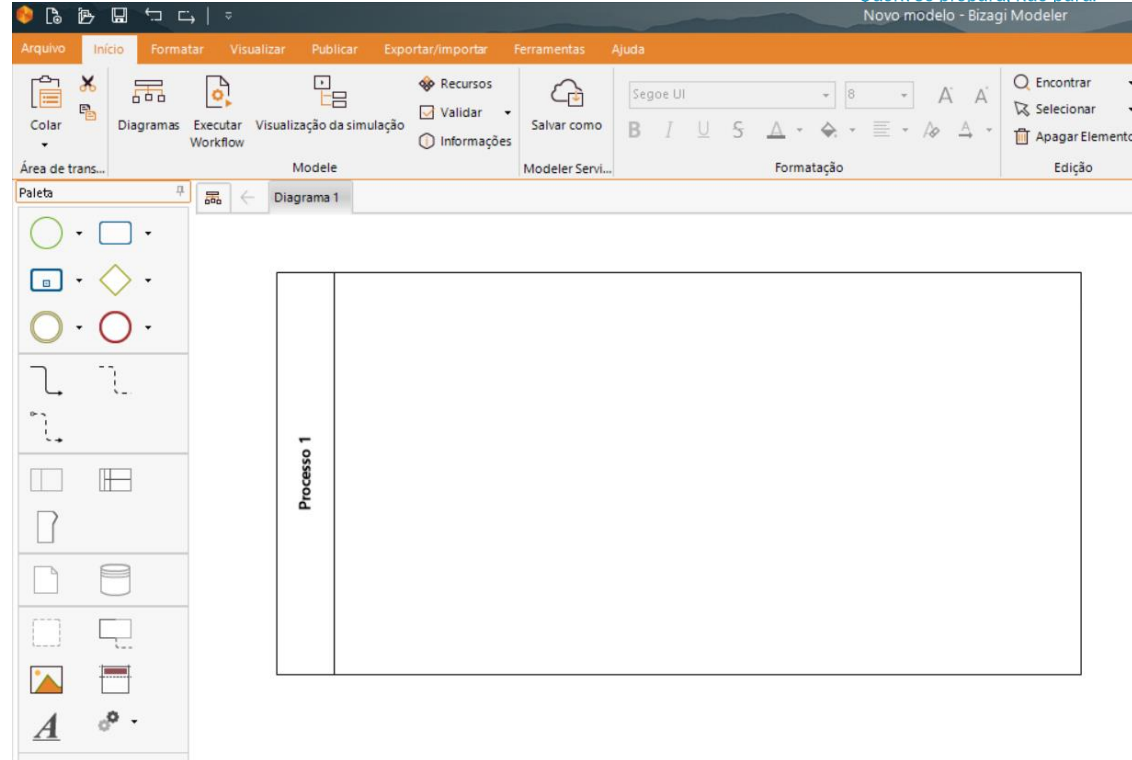 Novo modelo - Bizagi Modeler
Arquivo Início Formatar Visualizar Publicar Exportar/importar Ferramentas Ajuda
Colar
Diagramas
Executar
Workflow
Visualização da simulação
Recursos
Validar
Informações
Salvar como
Segoe UI
8
B I U S A
Encontrar
Selecionar
Apagar Elemento
Área de trans...
Modele
Modeler Servi...
Formatação
Edição
Paleta
Diagrama 1
Processo 1
A